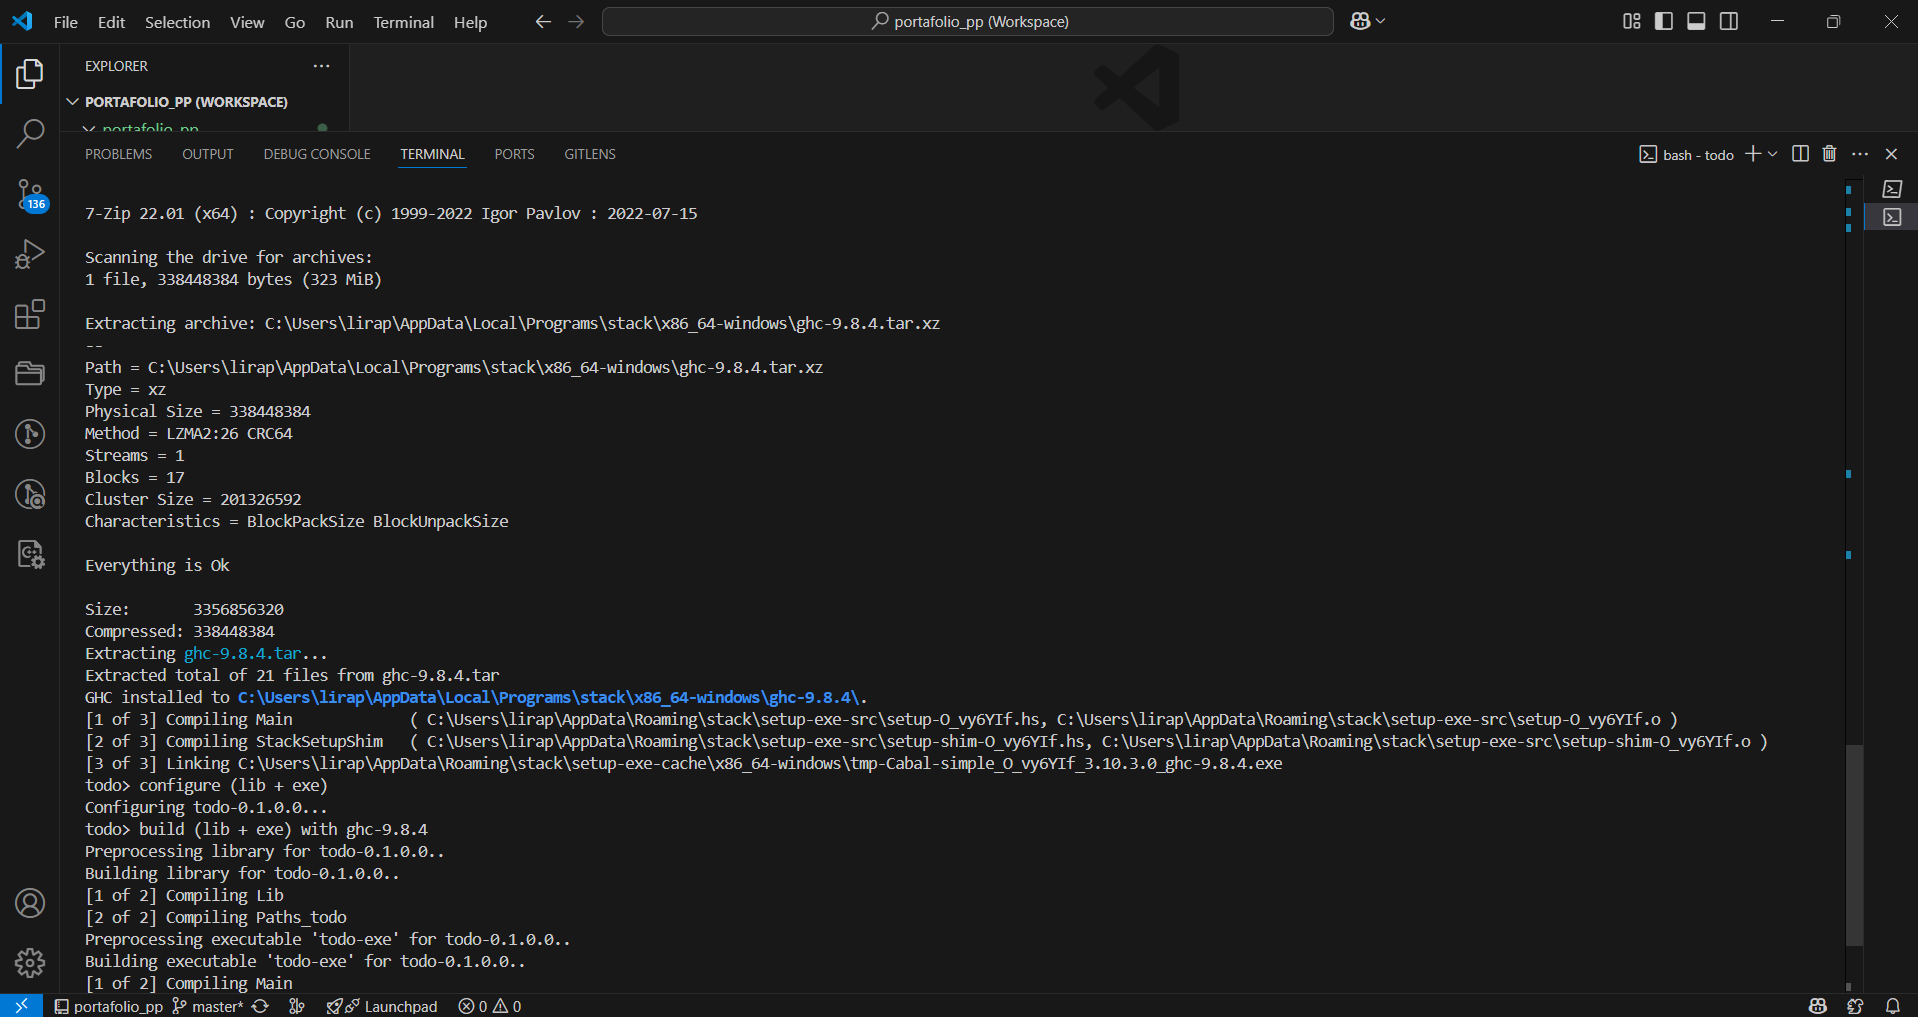 File Edit Selection View Go Run Terminal Help
portafolio_pp (Workspace)
EXPLORER
PORTAFOLIO_PP (WORKSPACE)
portafolio_pp
136
PROBLEMS OUTPUT DEBUG CONSOLE TERMINAL PORTS GITLENS
bash - todo
7-Zip 22.01 (x64) : Copyright (c) 1999-2022 Igor Pavlov : 2022-07-15
Scanning the drive for archives:
1 file, 338448384 bytes (323 MiB)
Extracting archive: C:\Users\lirap\AppData\Local\Programs\stack\x86_64-windows\ghc-9.8.4.tar.xz
--
Path = C:\Users\lirap\AppData\Local\Programs\stack\x86_64-windows\ghc-9.8.4.tar.xz
Type = xz
Physical Size = 338448384
Method = LZMA2:26 CRC64
Streams = 1
Blocks = 17
Cluster Size = 201326592
Characteristics = BlockPackSize BlockUnpackSize
Everything is Ok
Size:       3356856320
Compressed: 338448384
Extracting ghc-9.8.4.tar...
Extracted total of 21 files from ghc-9.8.4.tar
GHC installed to C:\Users\lirap\AppData\Local\Programs\stack\x86_64-windows\ghc-9.8.4\.
[1 of 3] Compiling Main             ( C:\Users\lirap\AppData\Roaming\stack\setup-exe-src\setup-O_vy6YIf.hs, C:\Users\lirap\AppData\Roaming\stack\setup-exe-src\setup-O_vy6YIf.o )
[2 of 3] Compiling StackSetupShim   ( C:\Users\lirap\AppData\Roaming\stack\setup-exe-src\setup-shim-O_vy6YIf.hs, C:\Users\lirap\AppData\Roaming\stack\setup-exe-src\setup-shim-O_vy6YIf.o )
[3 of 3] Linking C:\Users\lirap\AppData\Roaming\stack\setup-exe-cache\x86_64-windows\tmp-Cabal-simple_O_vy6YIf_3.10.3.0_ghc-9.8.4.exe
todo> configure (lib + exe)
Configuring todo-0.1.0.0...
todo> build (lib + exe) with ghc-9.8.4
Preprocessing library for todo-0.1.0.0..
Building library for todo-0.1.0.0..
[1 of 2] Compiling Lib
[2 of 2] Compiling Paths_todo
Preprocessing executable 'todo-exe' for todo-0.1.0.0..
Building executable 'todo-exe' for todo-0.1.0.0..
[1 of 2] Compiling Main
portafolio_pp master* Launchpad 0 0